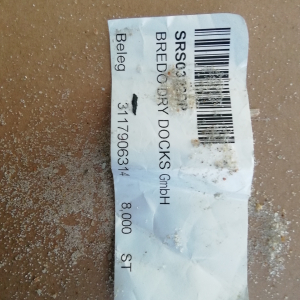 BREDO DRY DOCKS GmbH
Beleg 3117906314 8,000 ST